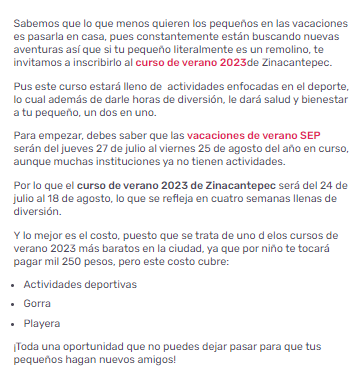 Sabemos que lo que menos quieren los pequeños en las vacaciones
es pasarla en casa, pues constantemente están buscando nuevas
aventuras así que si tu pequeño literalmente es un remolino, te
invitamos a inscribirlo al curso de verano 2023de Zinacantepec.
Pus este curso estará lleno de actividades enfocadas en el deporte,
lo cual además de darle horas de diversión, le dará salud y bienestar
a tu pequeño, un dos en uno.
Para empezar, debes saber que las vacaciones de verano SEP
serán del jueves 27 de julio al viernes 25 de agosto del año en curso,
aunque muchas instituciones ya no tienen actividades.
Por lo que el curso de verano 2023 de Zinacantepec será del 24 de
julio al 18 de agosto, lo que se refleja en cuatro semanas llenas de
diversión.
Y lo mejor es el costo, puesto que se trata de uno d elos cursos de
verano 2023 más baratos en la ciudad, ya que por niño te tocará
pagar mil 250 pesos, pero este costo cubre:
• Actividades deportivas
• Gorra
• Playera
¡Toda una oportunidad que no puedes dejar pasar para que tus
pequeños hagan nuevos amigos!